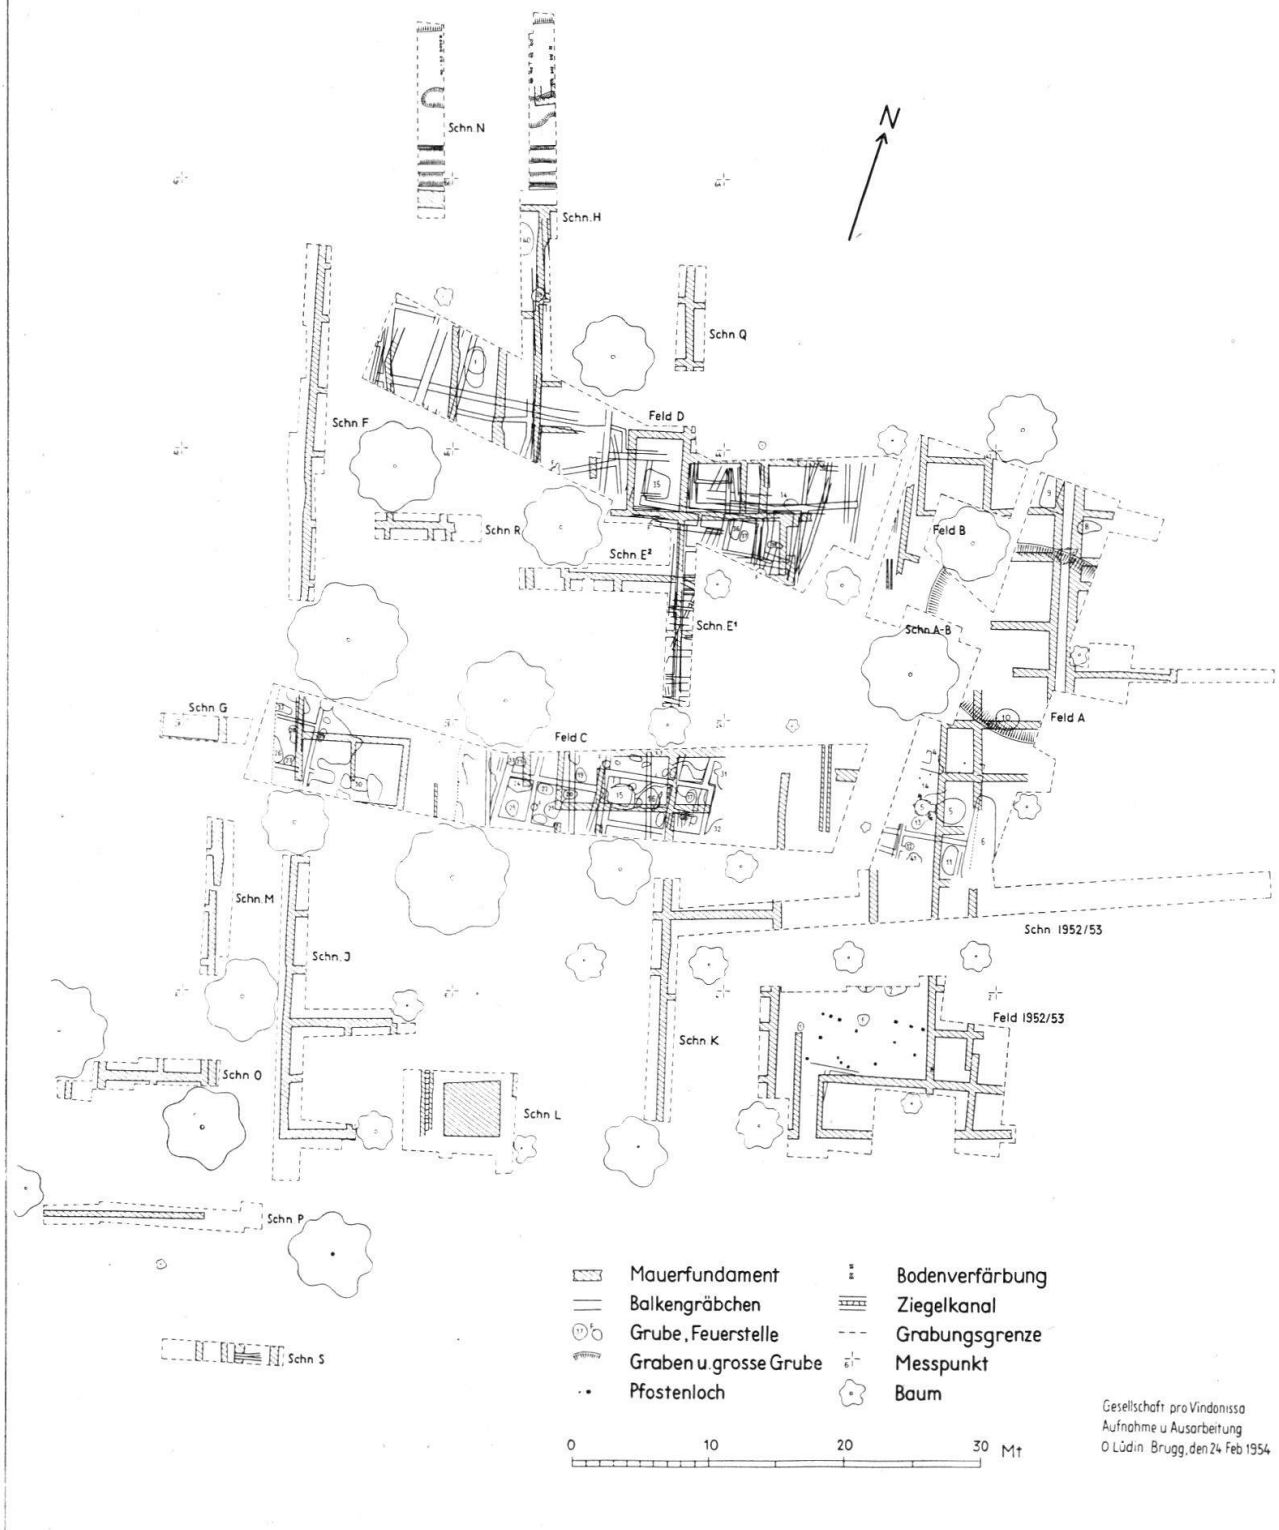 N
Schn N
Schn.H
Schn Q
Feld D
Schn F
Schn R
Feld B
Schn E²
Schn.E¹
Schn A-B
Schn G
Feld C
Feld A
Schn. M
Schn. J
Schn 1952/53
Feld 1952/53
Schn K
Schn O
Schn L
Schn P
Schn S
Mauerfundament
Balkengräbchen
Grube, Feuerstelle
Graben u. grosse Grube
Pfostenloch
Bodenverfärbung
Ziegelkanal
Grabungsgrenze
Messpunkt
Baum
0 10 20 30 Mt
Gesellschaft pro Vindonissa
Aufnahme u Ausarbeitung
O Lüdin Brugg, den 24 Feb 1954